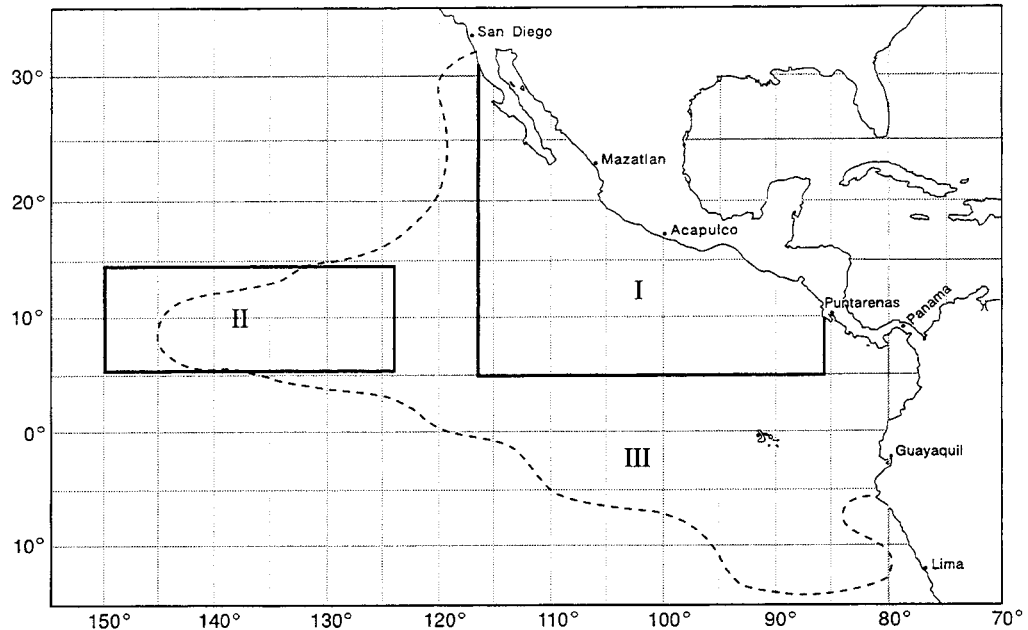 San Diego
30°
Mazatlan
20°
Acapulco
I
Puntarenas
Panama
10°
II
0°
III
Guayaquil
10°
Lima
150° 140° 130° 120° 110° 100° 90° 80° 70°